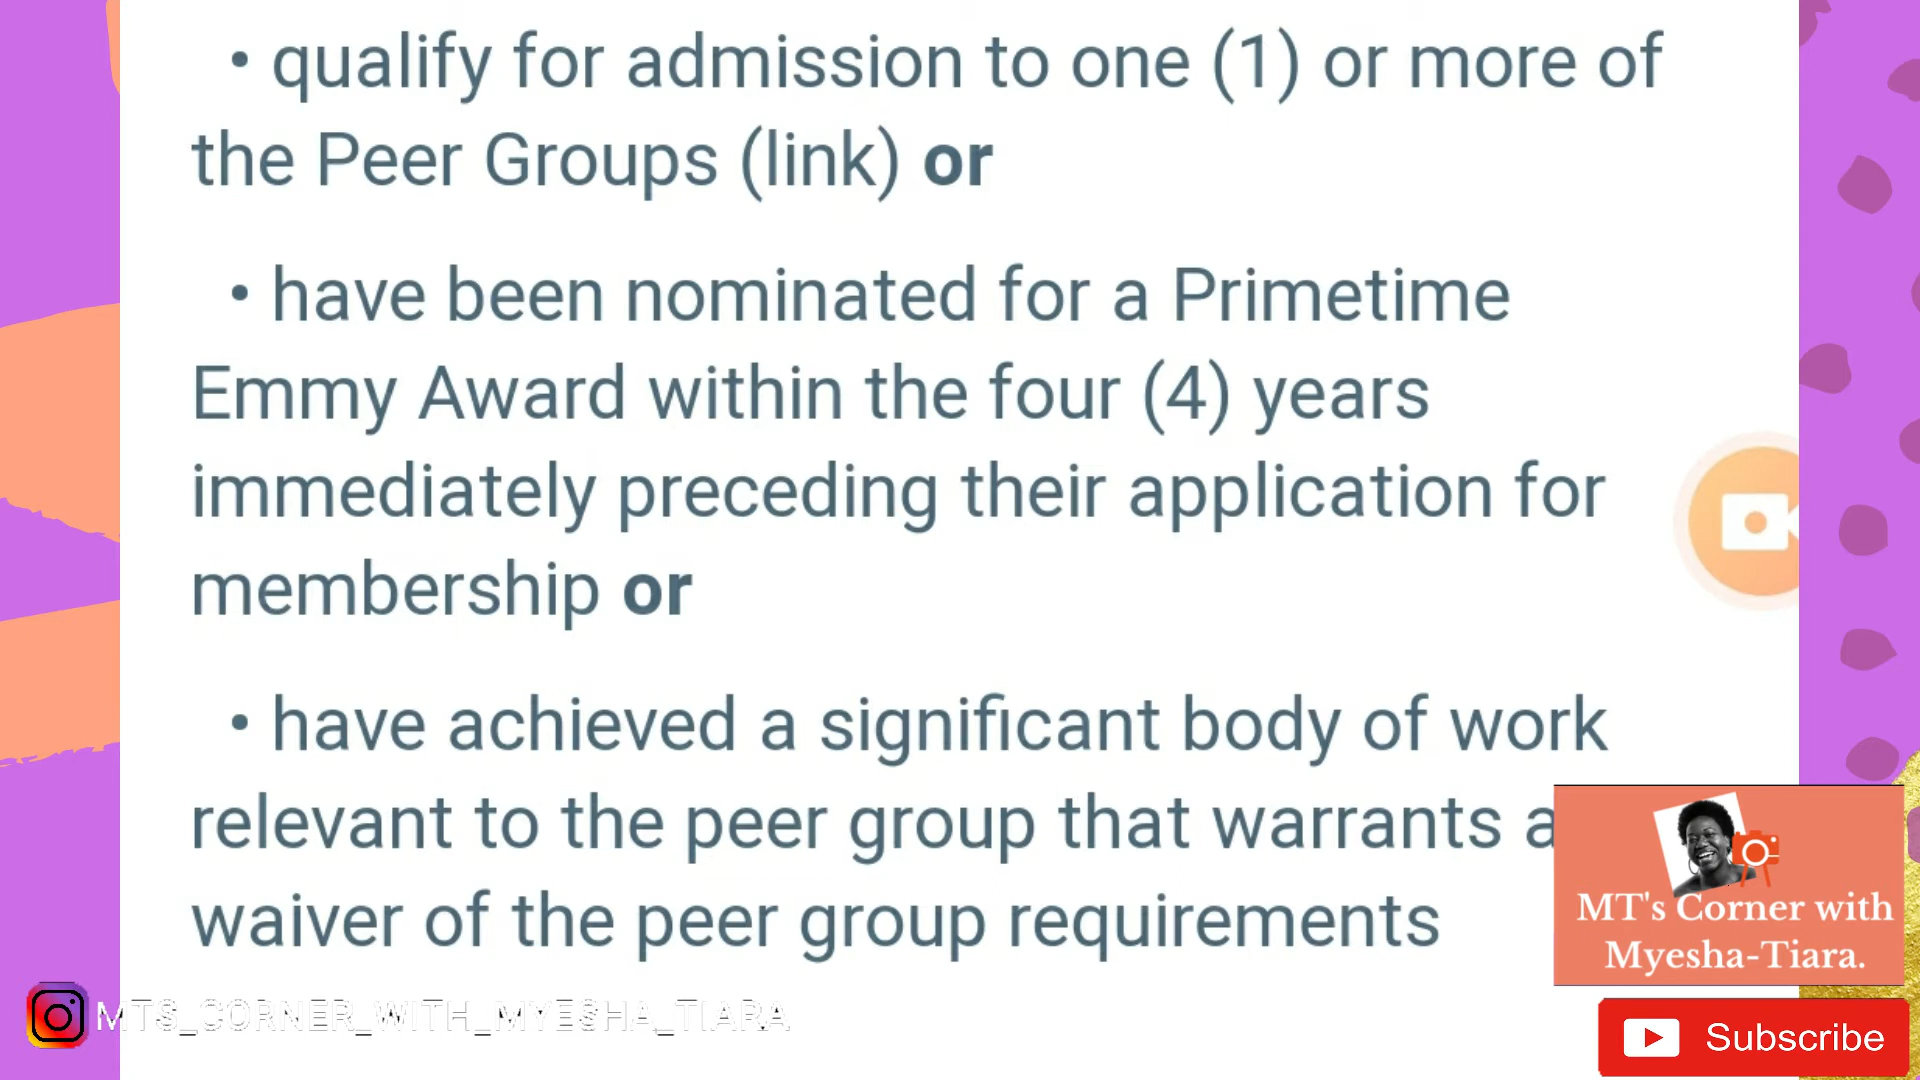 • qualify for admission to one (1) or more of
the Peer Groups (link) or
• have been nominated for a Primetime
Emmy Award within the four (4) years
immediately preceding their application for
membership or
• have achieved a significant body of work
relevant to the peer group that warrants a
waiver of the peer group requirements
MT's Corner with
Myesha-Tiara.
MTS_CORNER_WITH_MYESHA_TIARA
Subscribe